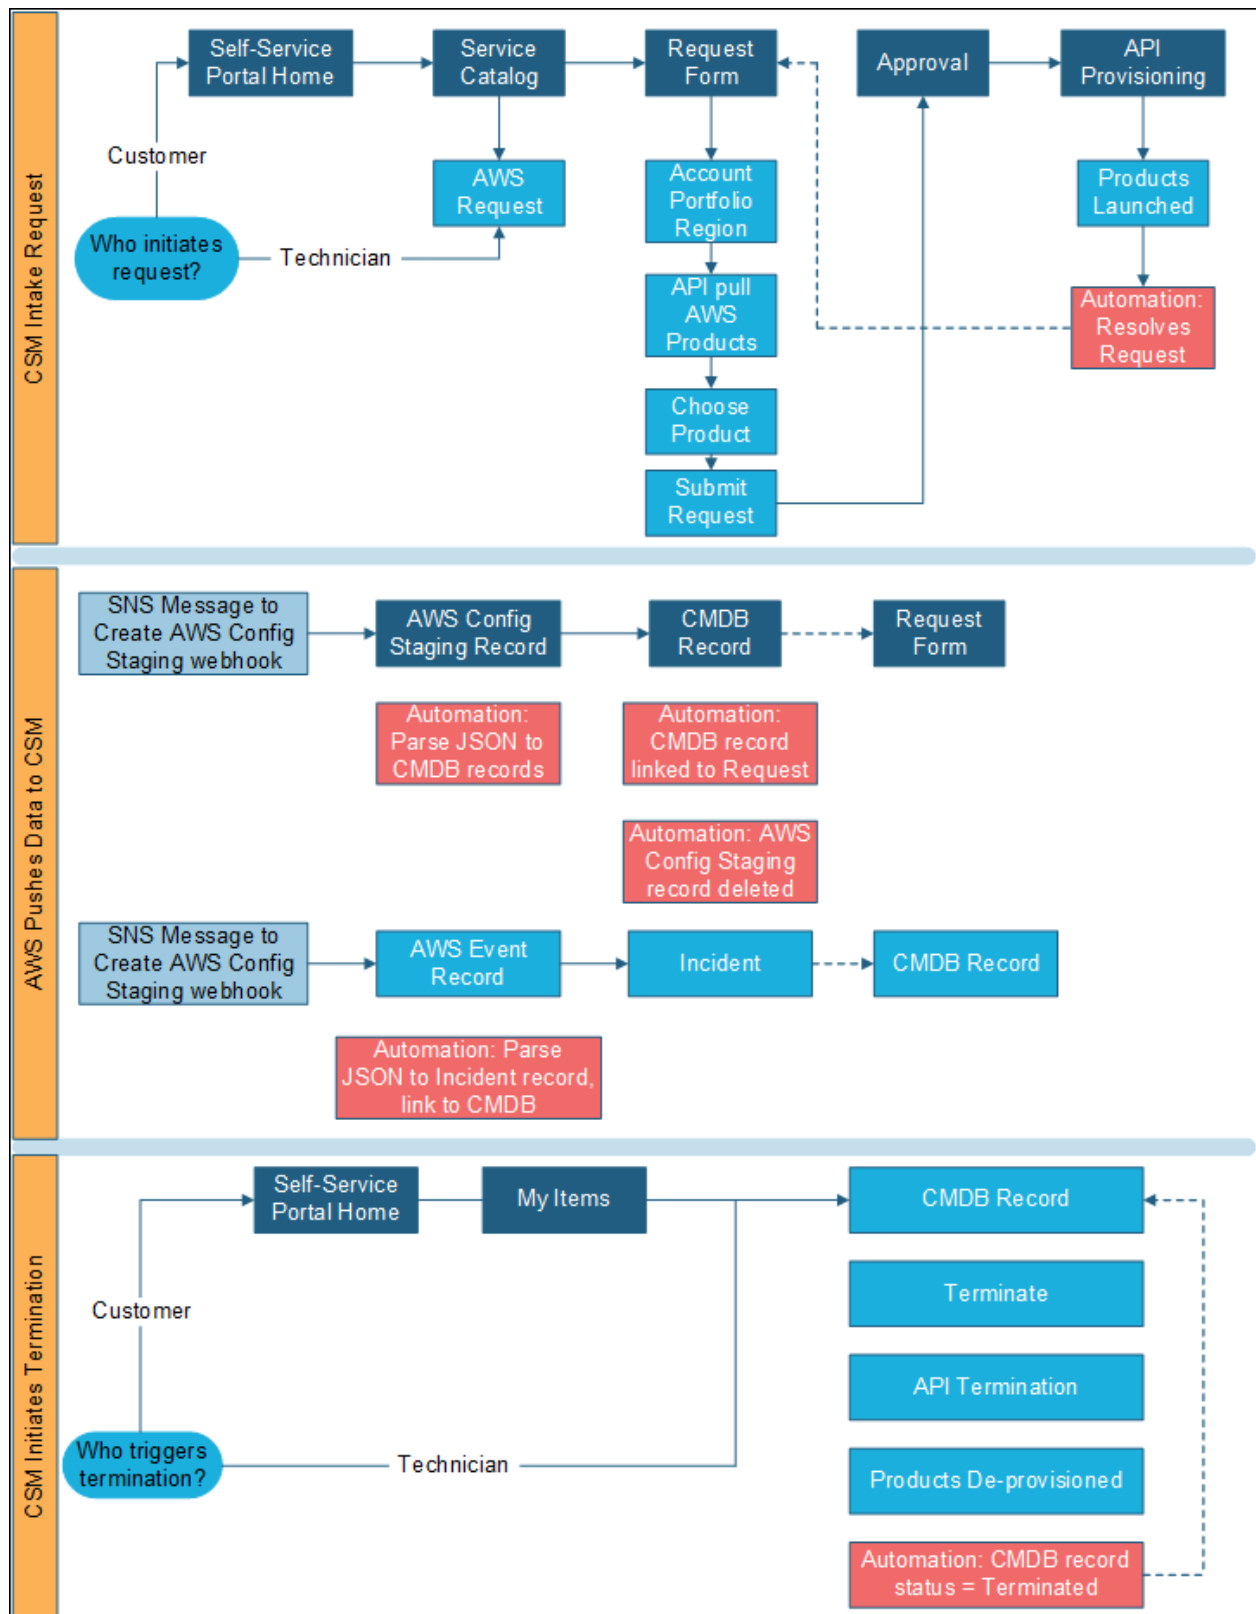 CSM Intake Request
Self-Service
Portal Home
Service
Catalog
Request
Form
Approval
API
Provisioning
Customer
AWS
Request
Account
Portfolio
Region
Products
Launched
Who initiates
request?
Technician
API pull
AWS
Products
Automation:
Resolves
Request
Choose
Product
Submit
Request
AWS Pushes Data to CSM
SNS Message to
Create AWS Config
Staging webhook
AWS Config
Staging Record
CMDB
Record
Request
Form
Automation:
Parse JSON to
CMDB records
Automation:
CMDB record
linked to Request
Automation: AWS
Config Staging
record deleted
SNS Message to
Create AWS Config
Staging webhook
AWS Event
Record
Incident
CMDB Record
Automation: Parse
JSON to Incident record,
link to CMDB
CSM Initiates Termination
Self-Service
Portal Home
My Items
CMDB Record
Terminate
Customer
API Termination
Who triggers
termination?
Technician
Products De-provisioned
Automation: CMDB record
status = Terminated